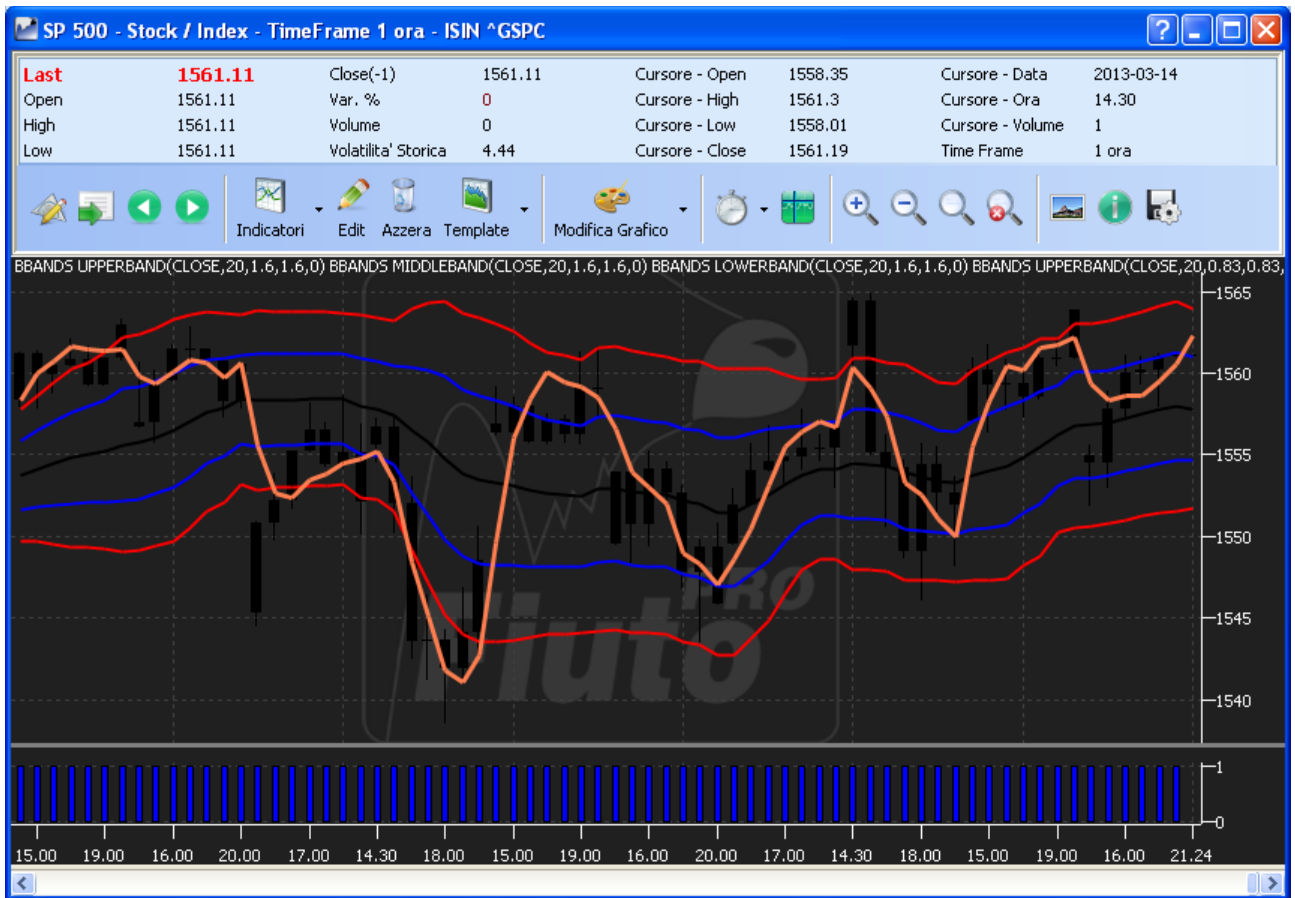 SP 500 - Stock / Index - TimeFrame 1 ora - ISIN ^GSPC
Last 1561.11 Close(-1) 1561.11 Cursore - Open 1558.35 Cursore - Data 2013-03-14
Open 1561.11 Var. % 0 Cursore - High 1561.3 Cursore - Ora 14.30
High 1561.11 Volume 0 Cursore - Low 1558.01 Cursore - Volume 1
Low 1561.11 Volatilita' Storica 4.44 Cursore - Close 1561.19 Time Frame 1 ora
Indicatori Edit Azzera Template Modifica Grafico
BBANDS UPPERBAND(CLOSE,20,1.6,1.6,0) BBANDS MIDDLEBAND(CLOSE,20,1.6,1.6,0) BBANDS LOWERBAND(CLOSE,20,1.6,1.6,0) BBANDS UPPERBAND(CLOSE,20,0.83,0.83,
1565
1560
1555
1550
1545
1540
PRO
Fiuto
1
0
15.00 19.00 16.00 20.00 17.00 14.30 18.00 15.00 19.00 16.00 20.00 17.00 14.30 18.00 15.00 19.00 16.00 21.24